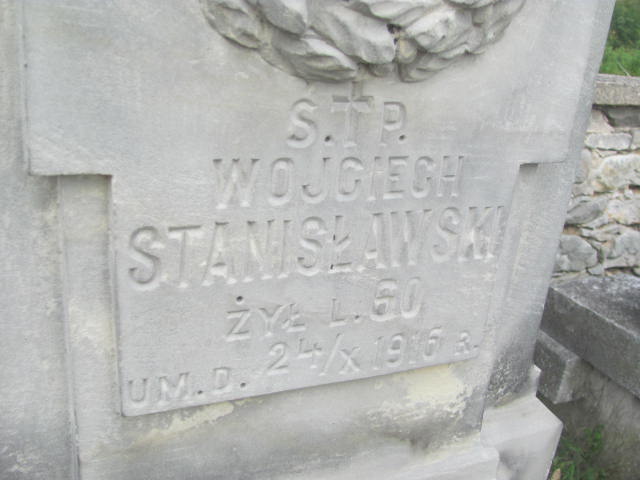 Ś.†P.
WOJCIECH
STANISŁAWSKI
ŻYŁ L. 60
UM. D. 24/X 1916 R.